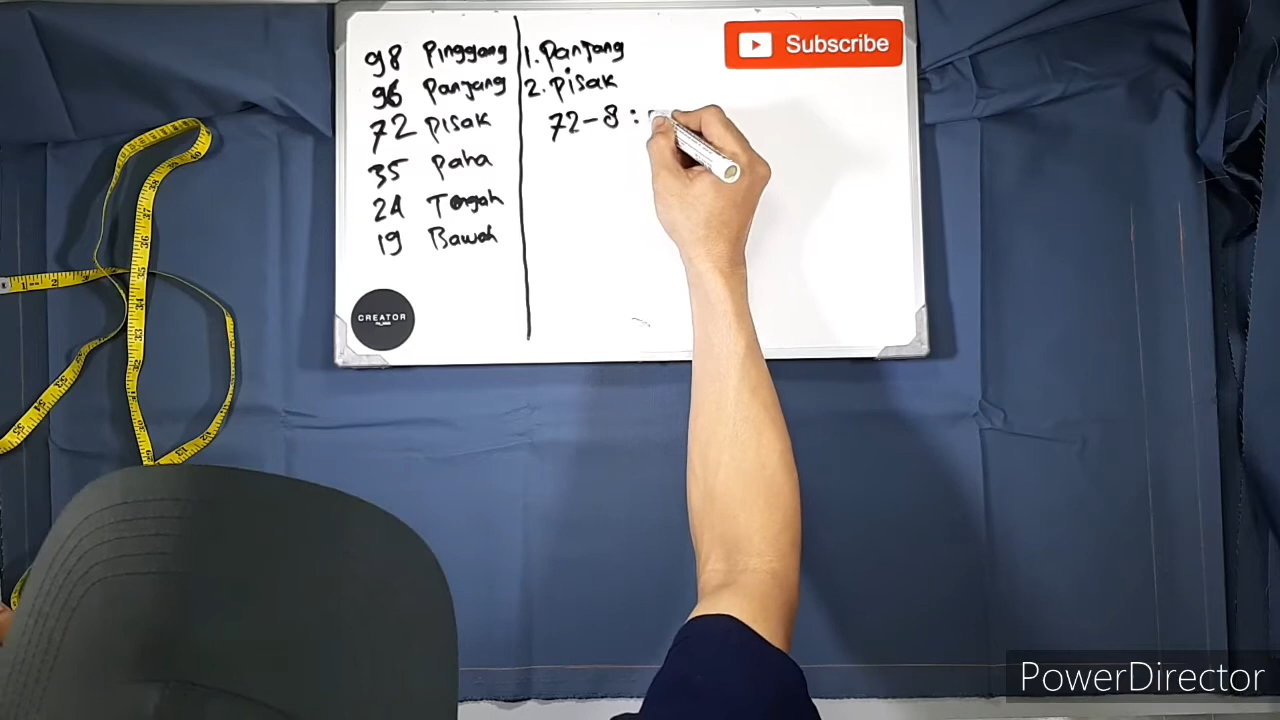 98 Pinggang
96 Panjang
72 Pisak
35 Paha
24 Tengah
19 Bawah
1. Panjang
2. Pisak
72-8:
Subscribe
CREATOR
PowerDirector